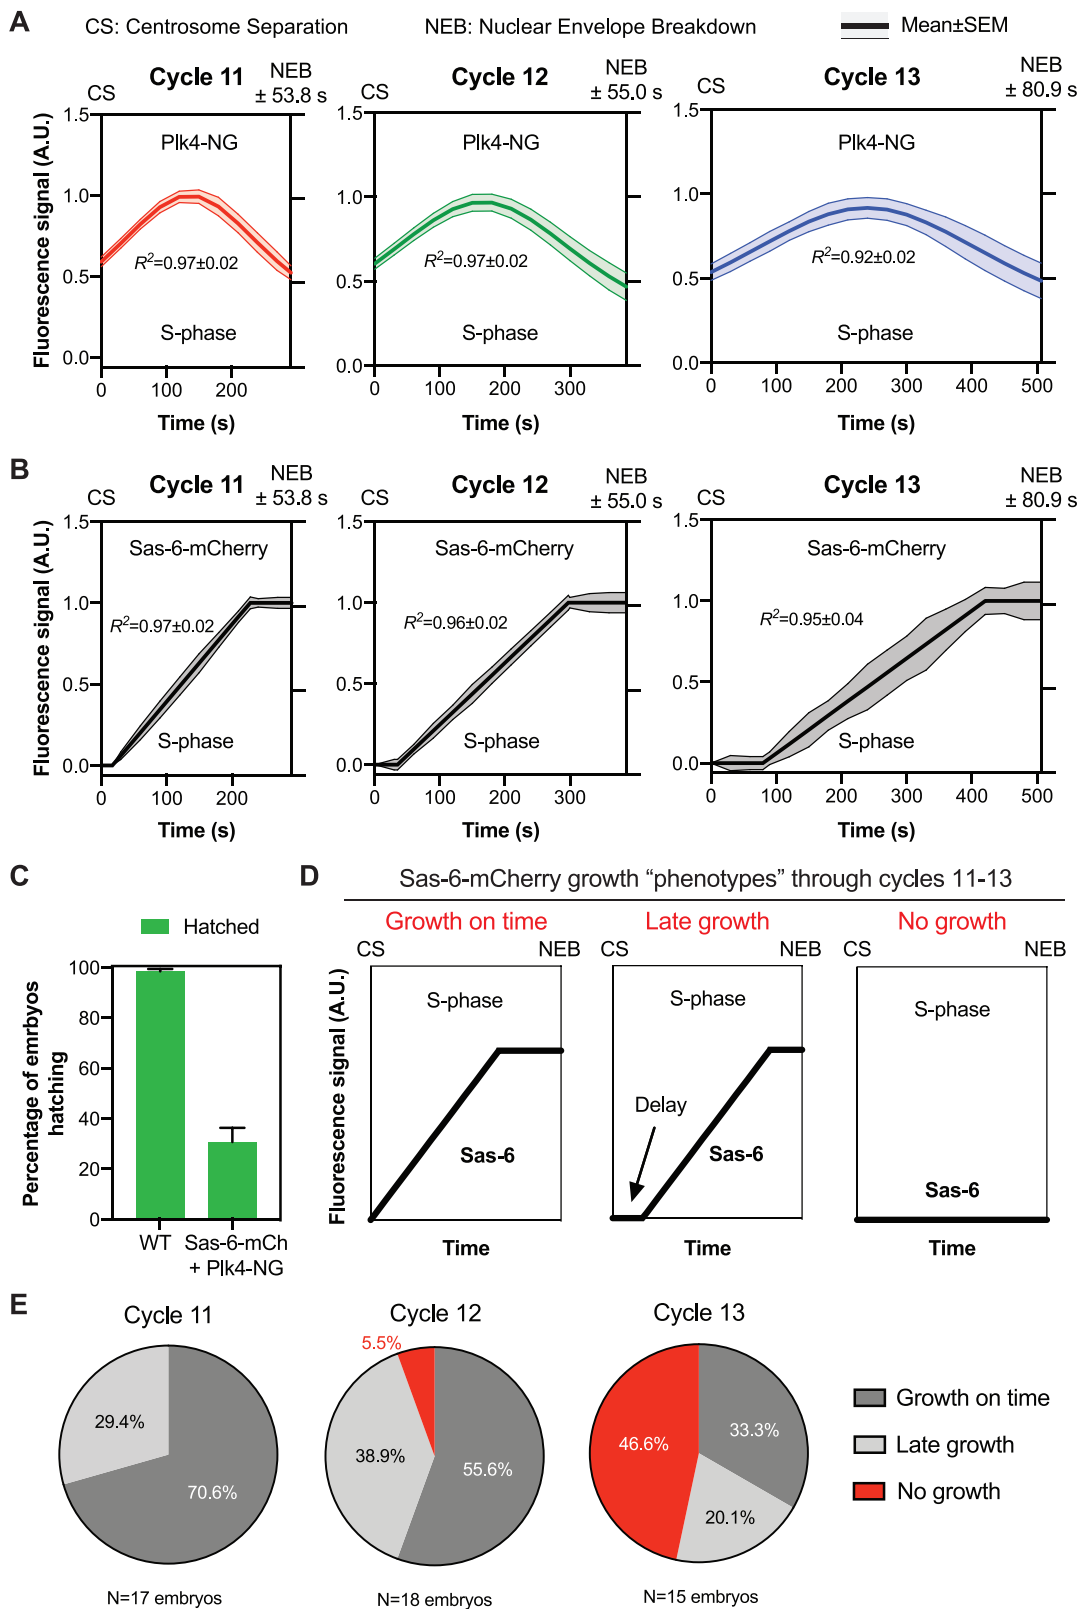 A
CS: Centrosome Separation
NEB: Nuclear Envelope Breakdown
Mean±SEM
CS
Cycle 11
NEB
± 53.8 s
Cycle 12
NEB
± 55.0 s
CS
Cycle 13
NEB
± 80.9 s
CS
Fluorescence signal (A.U.)
1.5
1.0
0.5
0.0
Plk4-NG
R²=0.97±0.02
S-phase
0
100
200
Time (s)
1.5
1.0
0.5
0.0
Plk4-NG
R²=0.97±0.02
S-phase
0
100
200
300
Time (s)
1.5
1.0
0.5
0.0
Plk4-NG
R²=0.92±0.02
S-phase
0
100
200
300
400
500
Time (s)
B
CS
Cycle 11
NEB
± 53.8 s
CS
Cycle 12
NEB
± 55.0 s
CS
Cycle 13
NEB
± 80.9 s
Fluorescence signal (A.U.)
1.5
1.0
0.5
0.0
Sas-6-mCherry
R²=0.97±0.02
S-phase
0
100
200
Time (s)
1.5
1.0
0.5
0.0
Sas-6-mCherry
R²=0.96±0.02
S-phase
0
100
200
300
Time (s)
1.5
1.0
0.5
0.0
Sas-6-mCherry
R²=0.95±0.04
S-phase
0
100
200
300
400
500
Time (s)
C
Hatched
Percentage of emrbyos
hatching
100
80
60
40
20
0
WT
Sas-6-mCh
+ Plk4-NG
D
Sas-6-mCherry growth “phenotypes” through cycles 11-13
Growth on time
Late growth
No growth
CS
NEB
CS
NEB
CS
NEB
Fluorescence signal (A.U.)
S-phase
Sas-6
Time
S-phase
Delay
Sas-6
Time
S-phase
Sas-6
Time
E
Cycle 11
29.4%
70.6%
N=17 embryos
Cycle 12
5.5%
38.9%
55.6%
N=18 embryos
Cycle 13
46.6%
33.3%
20.1%
N=15 embryos
Growth on time
Late growth
No growth